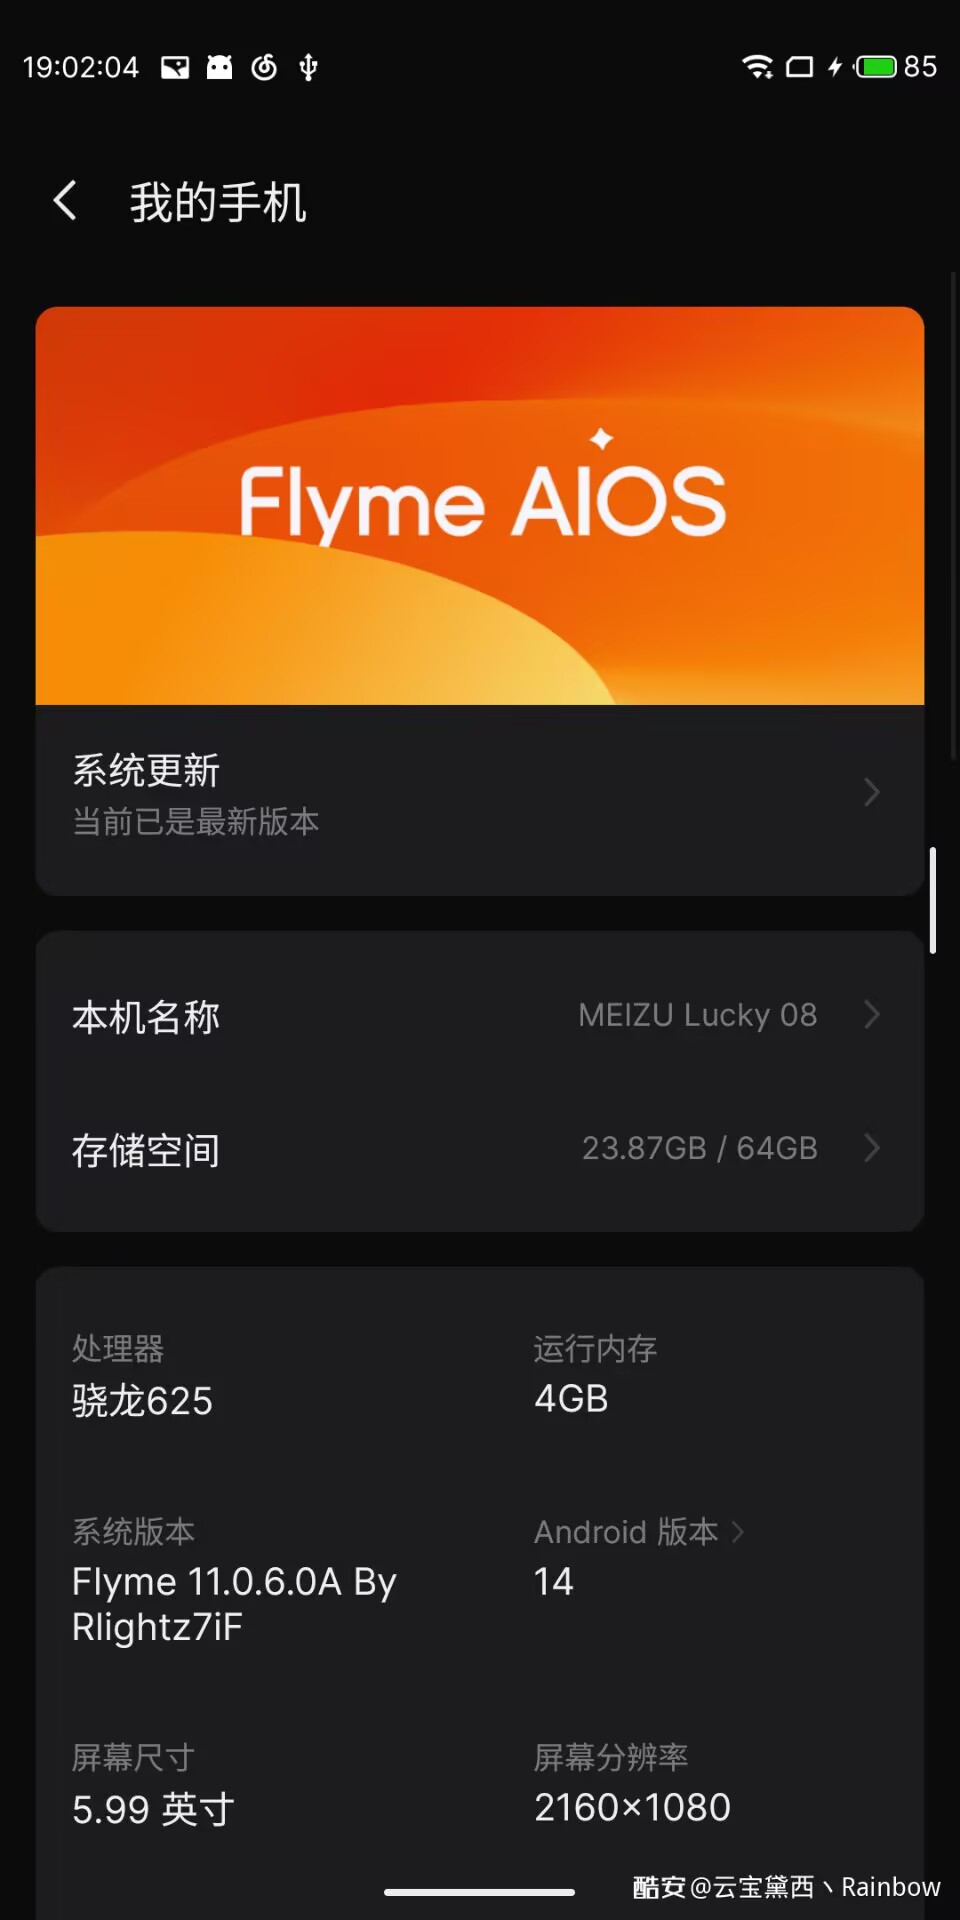 19:02:04 85
我的手机
Flyme AIOS
系统更新
当前已是最新版本
本机名称 MEIZU Lucky 08
存储空间 23.87GB / 64GB
处理器 运行内存
骁龙625 4GB
系统版本 Android 版本
Flyme 11.0.6.0A By 14
Rlightz7iF
屏幕尺寸 屏幕分辨率
5.99 英寸 2160×1080
酷安@云宝黛西丶Rainbow